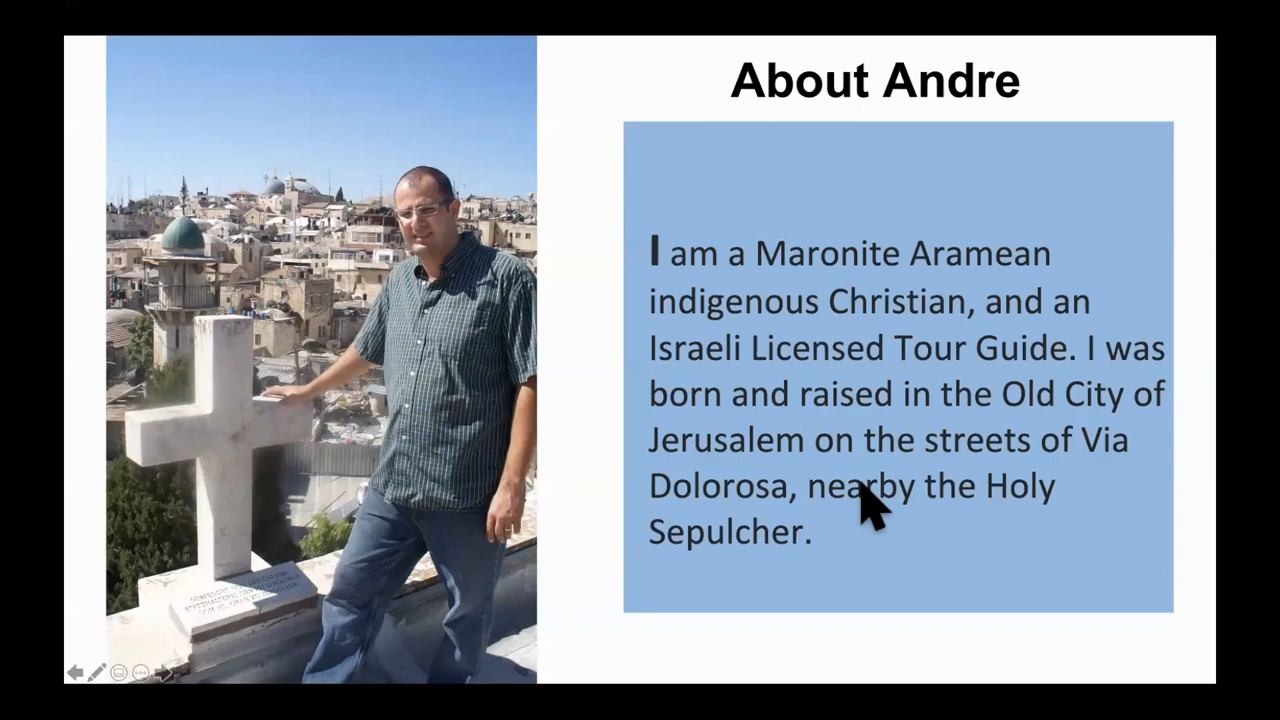 About Andre
I am a Maronite Aramean
indigenous Christian, and an
Israeli Licensed Tour Guide. I was
born and raised in the Old City of
Jerusalem on the streets of Via
Dolorosa, nearby the Holy
Sepulcher.